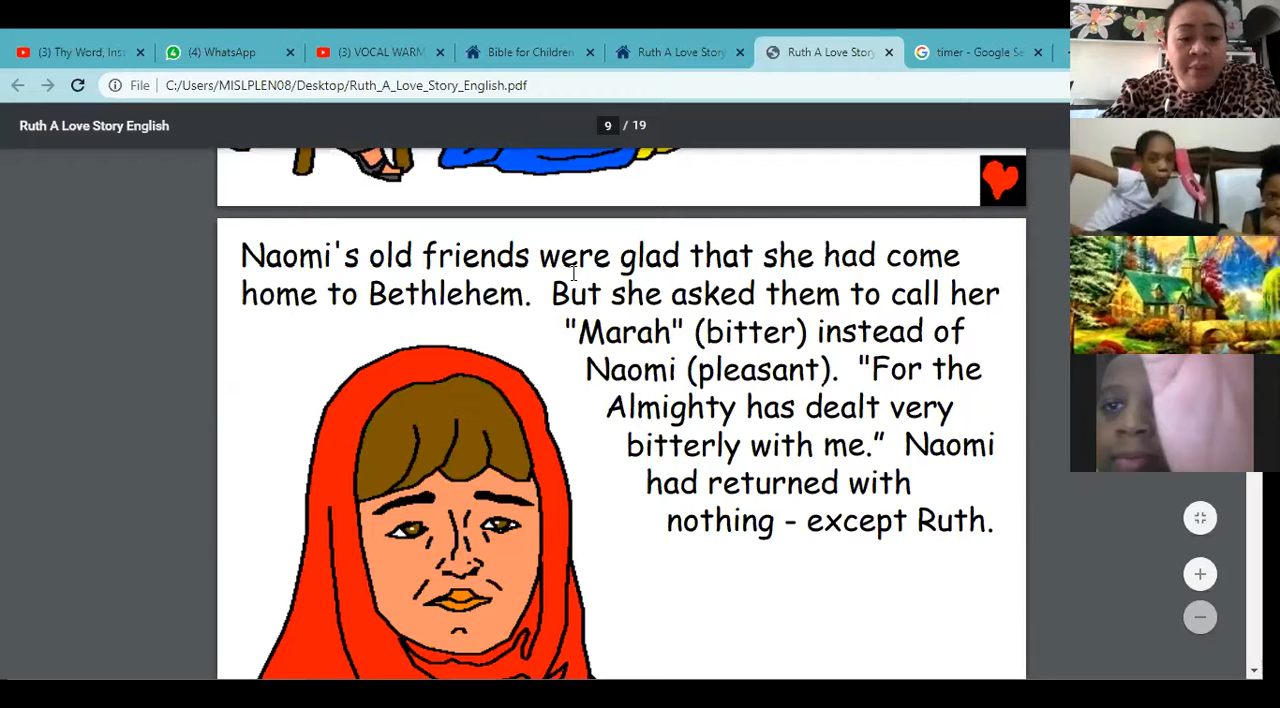 (3) Thy Word, Ins
(4) WhatsApp
(3) VOCAL WARM
Bible for Children
Ruth A Love Story
Ruth A Love Story
timer - Google Se
File
C:/Users/MISLPLEN08/Desktop/Ruth_A_Love_Story_English.pdf
Ruth A Love Story English
9 / 19
Naomi's old friends were glad that she had come
home to Bethlehem. But she asked them to call her
"Marah" (bitter) instead of
Naomi (pleasant). "For the
Almighty has dealt very
bitterly with me.” Naomi
had returned with
nothing - except Ruth.